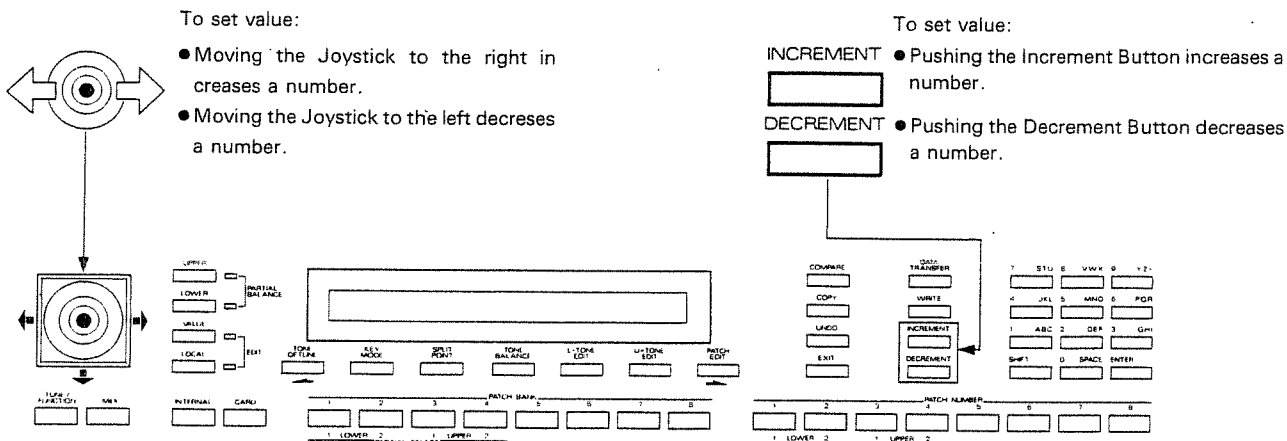 To set value:
● Moving the Joystick to the right in
creases a number.
● Moving the Joystick to the left decreses
a number.
To set value:
INCREMENT ● Pushing the Increment Button increases a
number.
DECREMENT ● Pushing the Decrement Button decreases
a number.
UPPER
LOWER
PARTIAL
BALANCE
VALUE
LOCAL
EDIT
TUNE/
FUNCTION
MIDI
INTERNAL CARD
TONE
KEY
MODE
SPLIT
POINT
TONE
BALANCE
L-TONE
EDIT
U-TONE
EDIT
PATCH
EDIT
PATCH BANK
1 2 3 4 5 6 7 8
1 LOWER 2 1 UPPER 2
COMPARE
COPY
UNDO
EXIT
DATA
TRANSFER
WRITE
INCREMENT
DECREMENT
7 STU 8 VWX 9 YZ-
4 JKL 5 MNO 6 PQR
1 ABC 2 DEF 3 GHI
SHIFT 0 SPACE ENTER
PATCH NUMBER
1 2 3 4 5 6 7 8
1 LOWER 2 1 UPPER 2